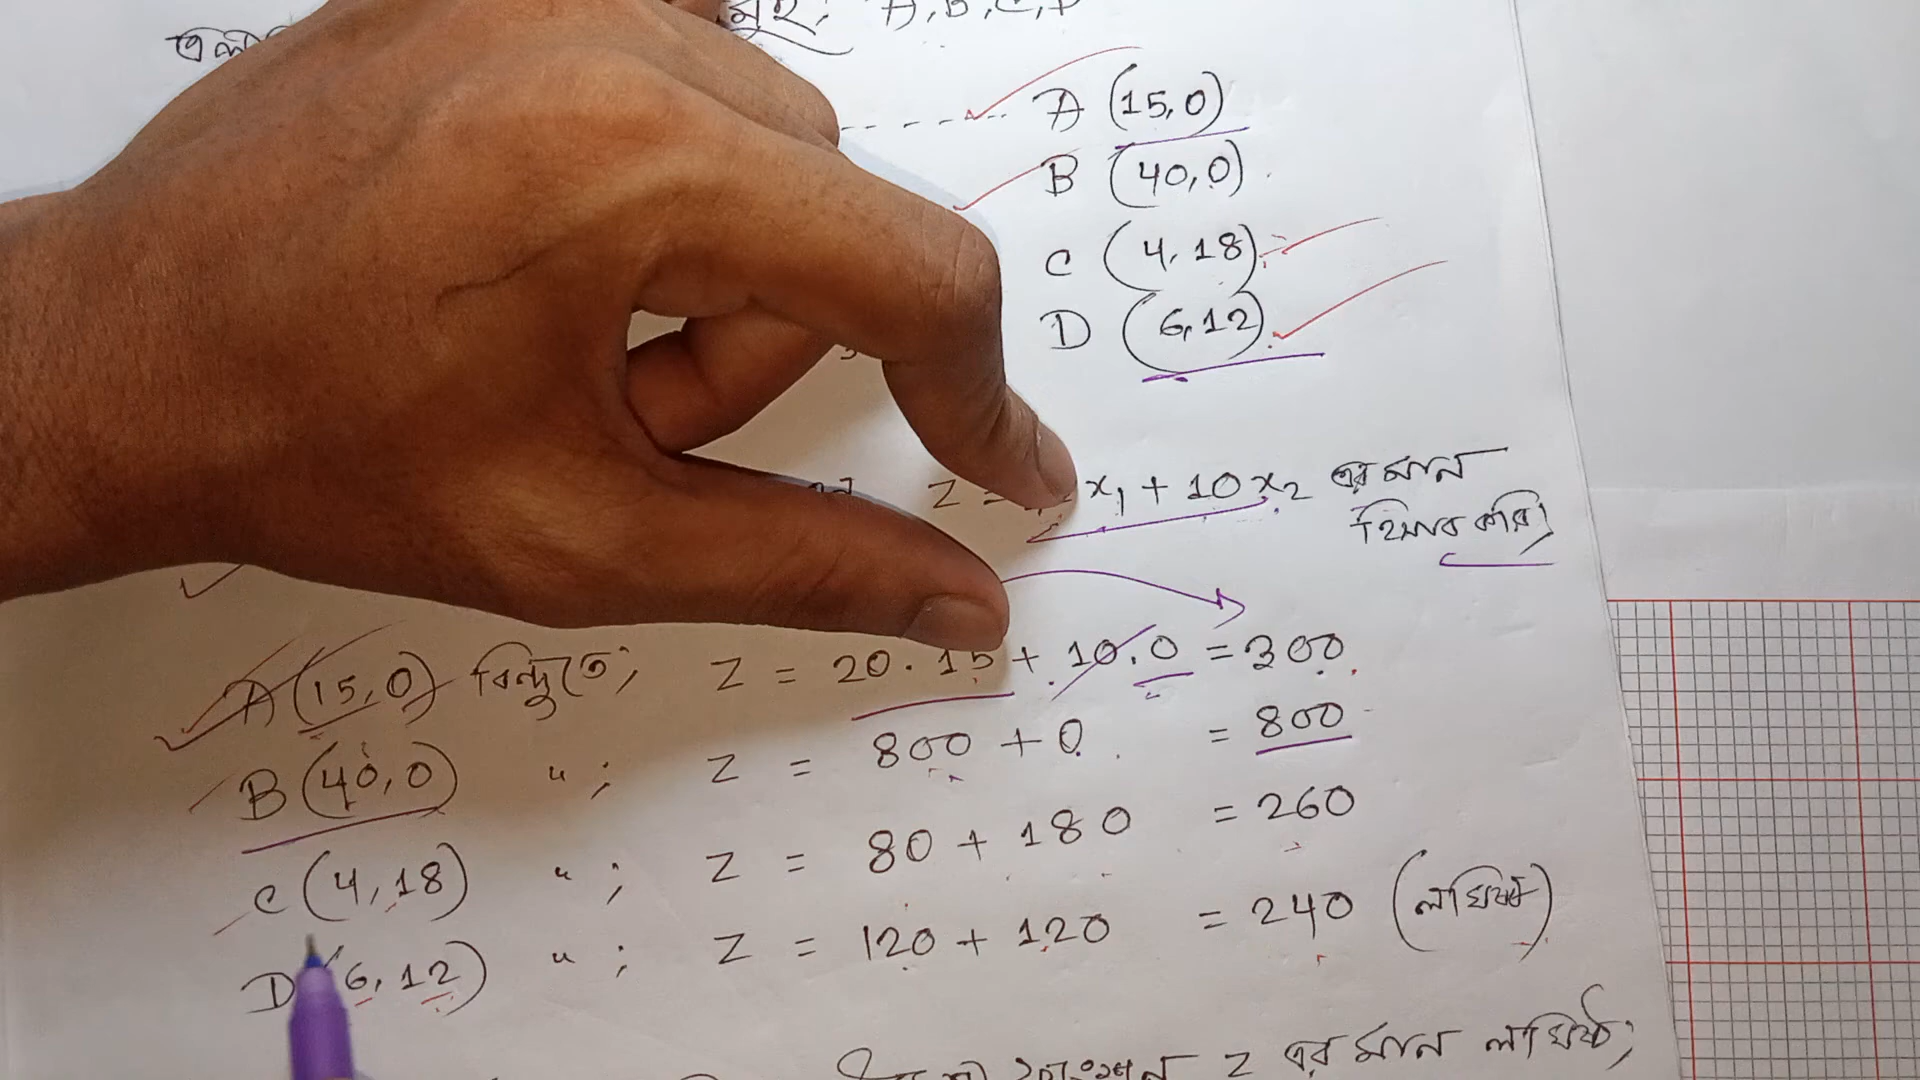 A, B, C, D
A (15, 0)
B (40, 0)
C (4, 18)
D (6, 12)
Z = x₁ + 10x₂ এর মান
হিসাব করি;
A (15, 0) বিন্দুতে; Z = 20 . 15 + 10 . 0 = 300
B (40, 0) " ; Z = 800 + 0 = 800
C (4, 18) " ; Z = 80 + 180 = 260
D (6, 12) " ; Z = 120 + 120 = 240 (লঘিষ্ঠ)
Z এর মান লঘিষ্ঠ;